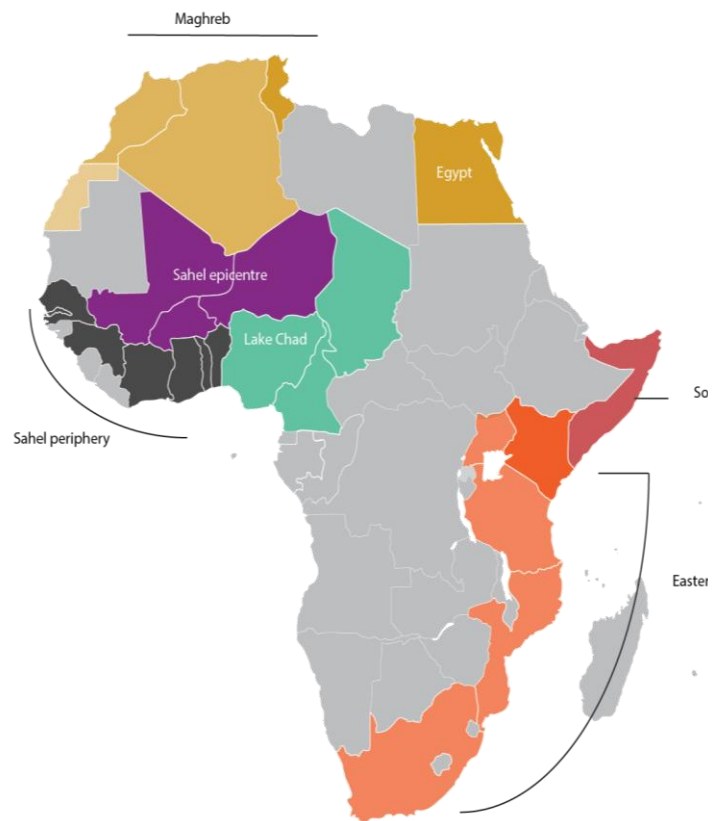 Maghreb
Egypt
Sahel epicentre
Lake Chad
So
Sahel periphery
Easter